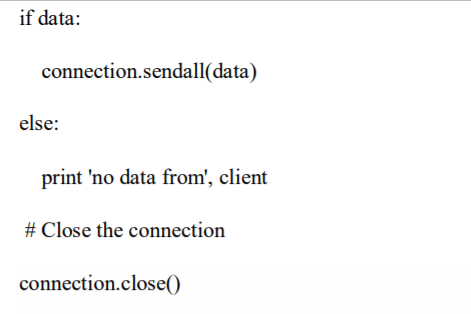 if data:
connection.sendall(data)
else:
print 'no data from', client
# Close the connection
connection.close()